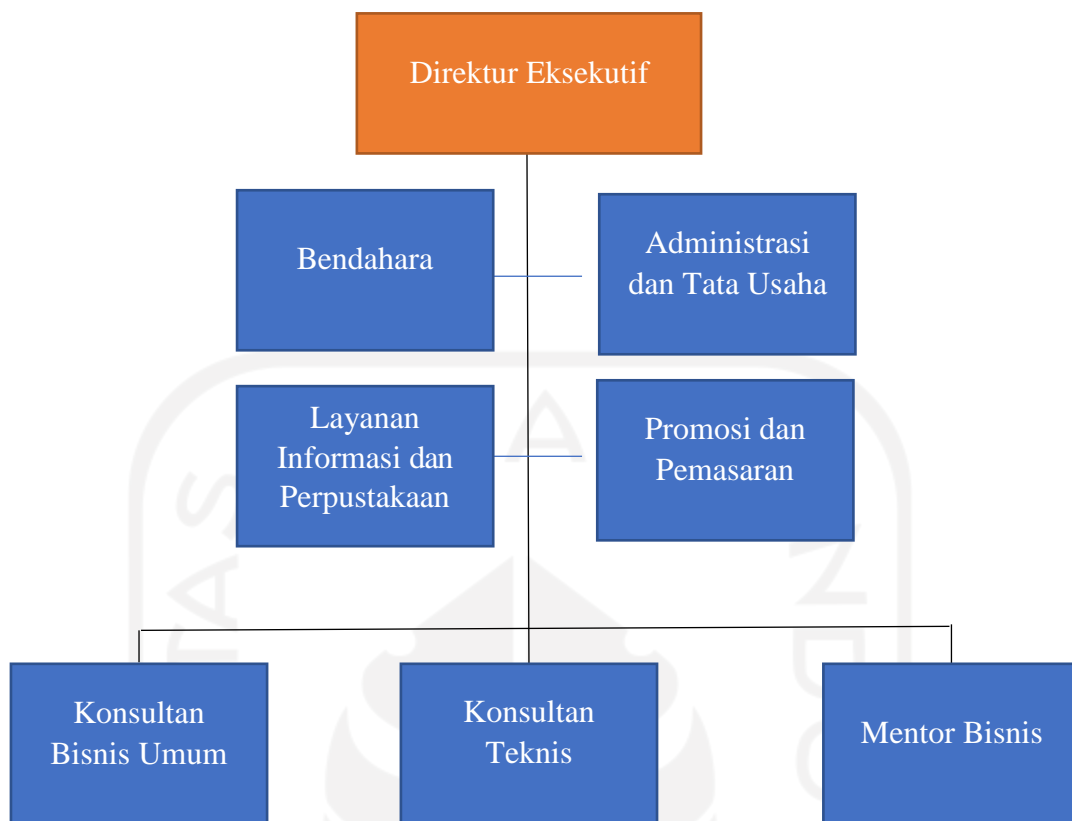 Direktur Eksekutif
Bendahara
Administrasi
dan Tata Usaha
Layanan
Informasi dan
Perpustakaan
Promosi dan
Pemasaran
Konsultan
Bisnis Umum
Konsultan
Teknis
Mentor Bisnis